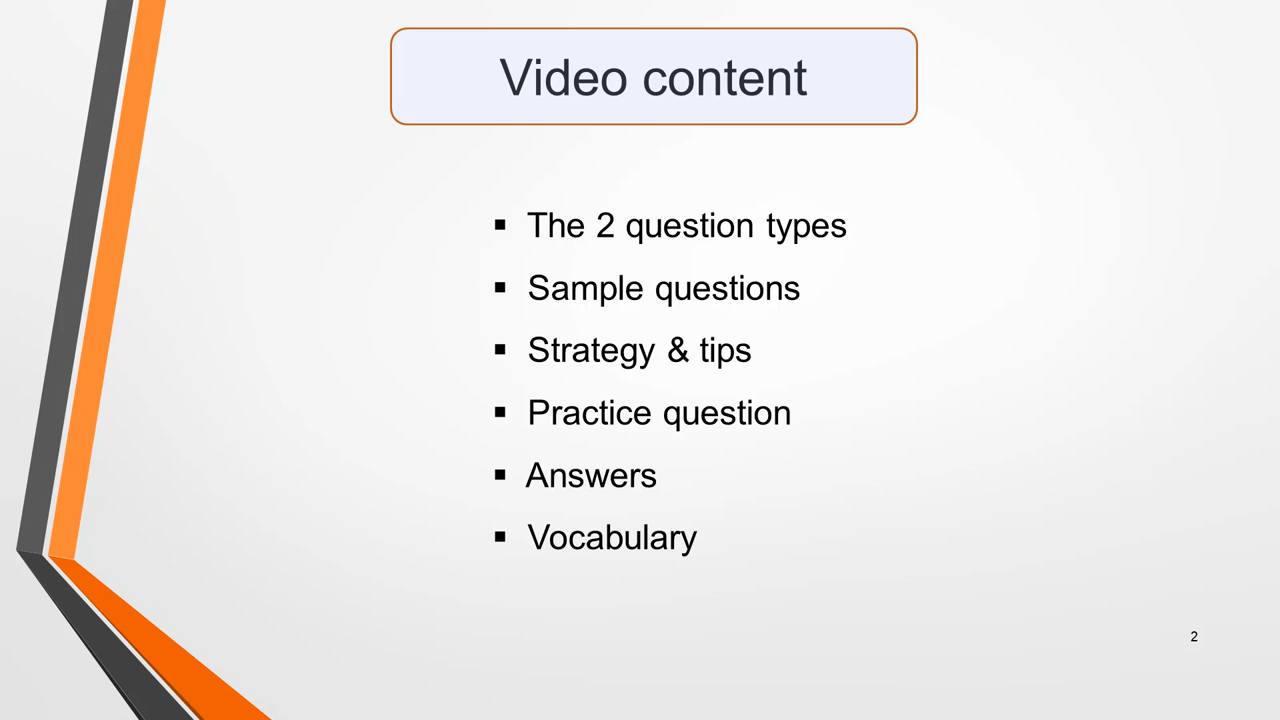 Video content
▪ The 2 question types
▪ Sample questions
▪ Strategy & tips
▪ Practice question
▪ Answers
▪ Vocabulary
2